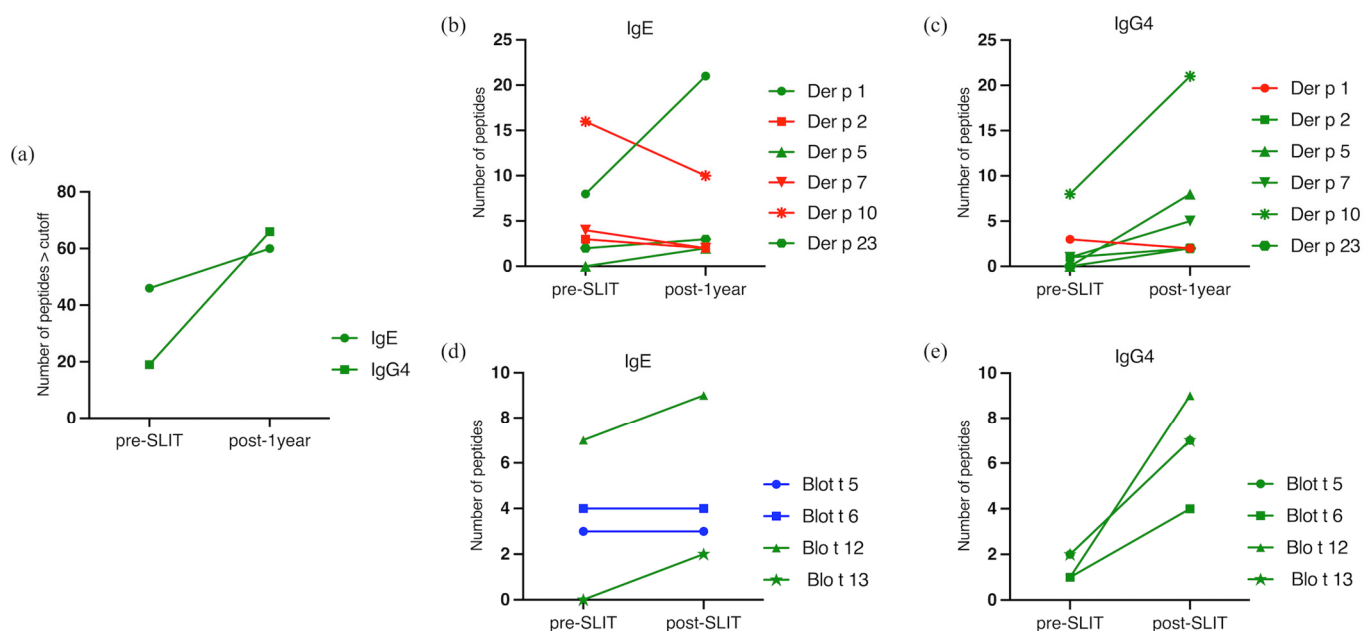 (a)
Number of peptides > cutoff
80
60
40
20
0
pre-SLIT
post-1year
IgE
IgG4
(b)
IgE
Number of peptides
25
20
15
10
5
0
pre-SLIT
post-1year
Der p 1
Der p 2
Der p 5
Der p 7
Der p 10
Der p 23
(c)
IgG4
Number of peptides
25
20
15
10
5
0
pre-SLIT
post-1year
Der p 1
Der p 2
Der p 5
Der p 7
Der p 10
Der p 23
(d)
IgE
Number of peptides
10
8
6
4
2
0
pre-SLIT
post-SLIT
Blot t 5
Blot t 6
Blo t 12
Blo t 13
(e)
IgG4
Number of peptides
10
8
6
4
2
0
pre-SLIT
post-SLIT
Blot t 5
Blot t 6
Blo t 12
Blo t 13